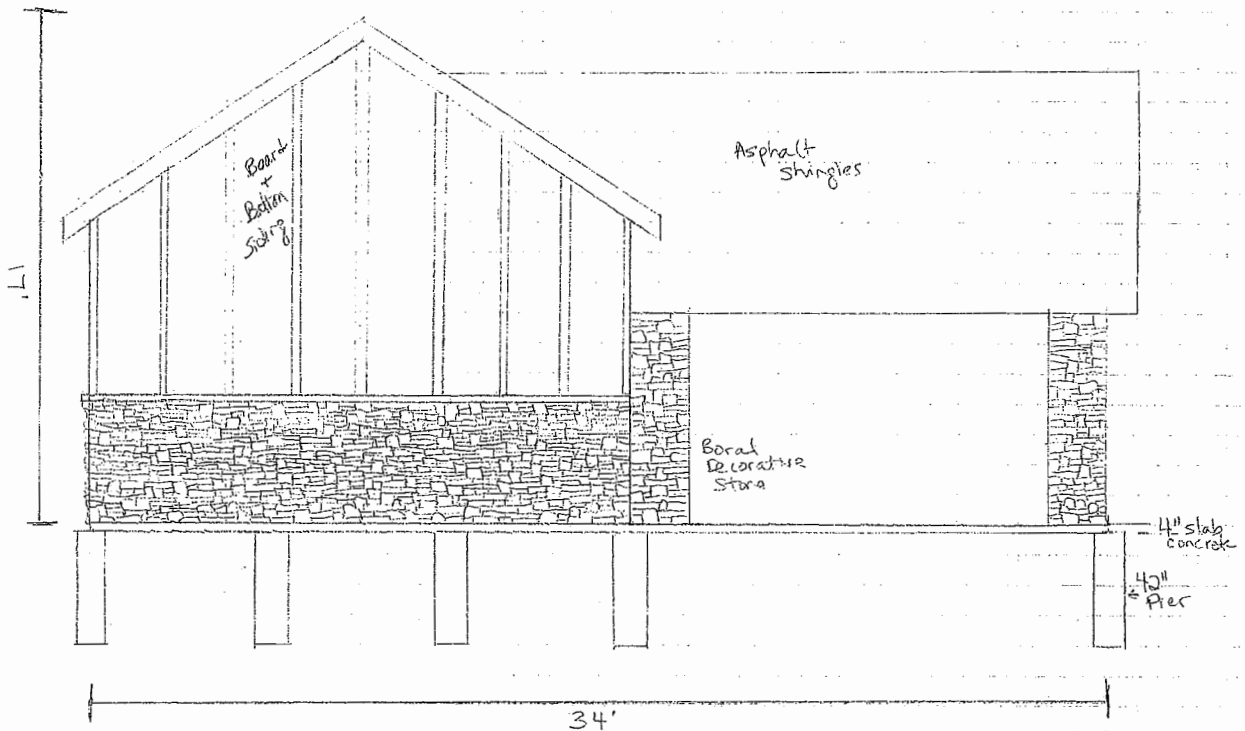 Board
+
Batton
Siding
Asphalt
Shingles
17'
Boral
Decorative
Stone
4" slab
concrete
42"
Pier
34'